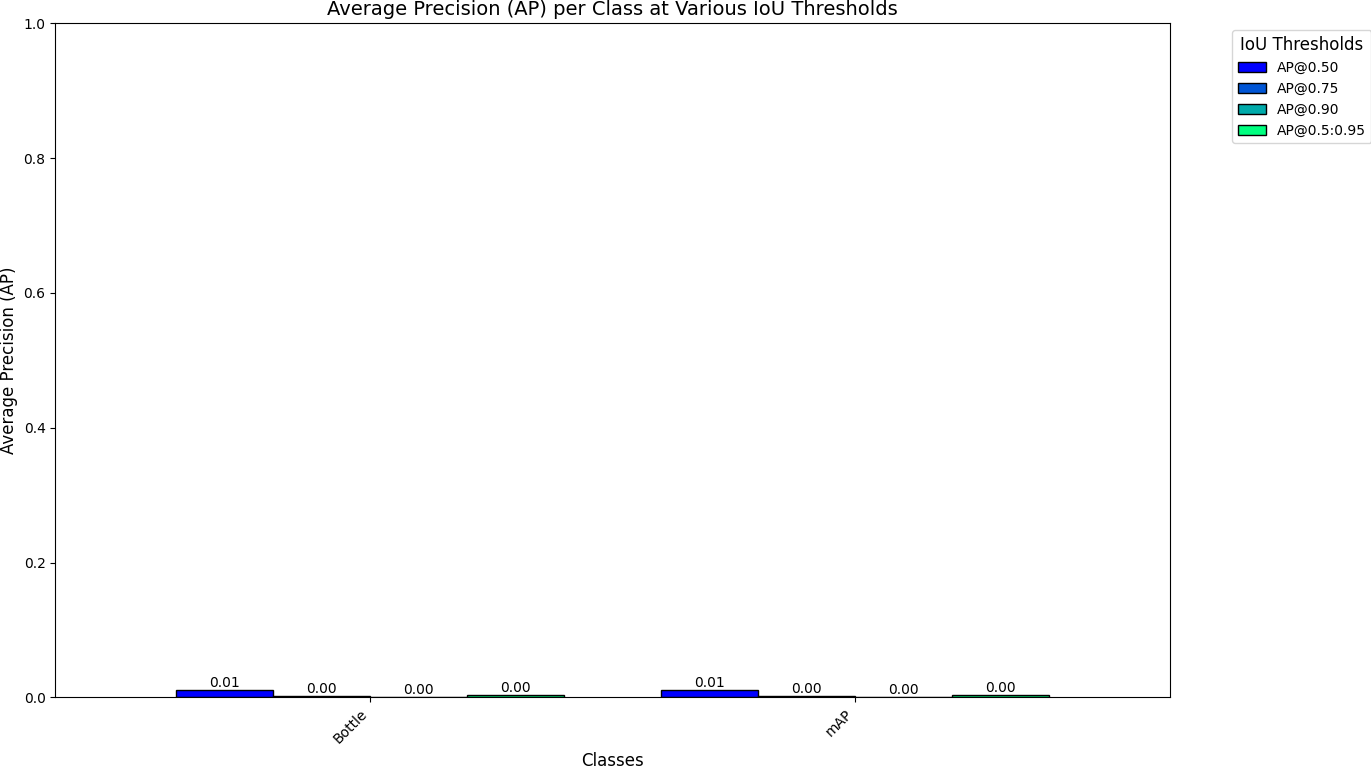 Average Precision (AP) per Class at Various IoU Thresholds
IoU Thresholds
AP@0.50
AP@0.75
AP@0.90
AP@0.5:0.95
Average Precision (AP)
1.0
0.8
0.6
0.4
0.2
0.0
0.01
0.00
0.00
0.00
0.01
0.00
0.00
0.00
Bottle
mAP
Classes